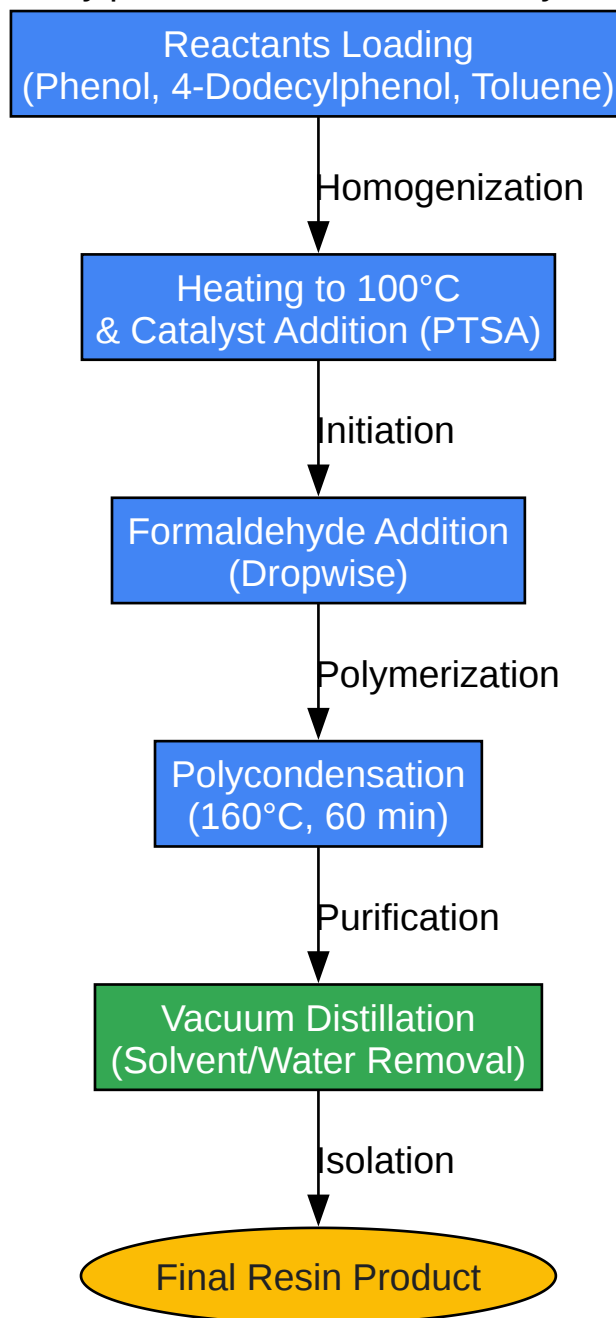 Reactants Loading
(Phenol, 4-Dodecylphenol, Toluene)
Homogenization
Heating to 100°C
& Catalyst Addition (PTSA)
Initiation
Formaldehyde Addition
(Dropwise)
Polymerization
Polycondensation
(160°C, 60 min)
Purification
Vacuum Distillation
(Solvent/Water Removal)
Isolation
Final Resin Product